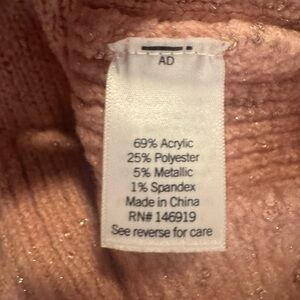 AD
69% Acrylic
25% Polyester
5% Metallic
1% Spandex
Made in China
RN# 146919
See reverse for care